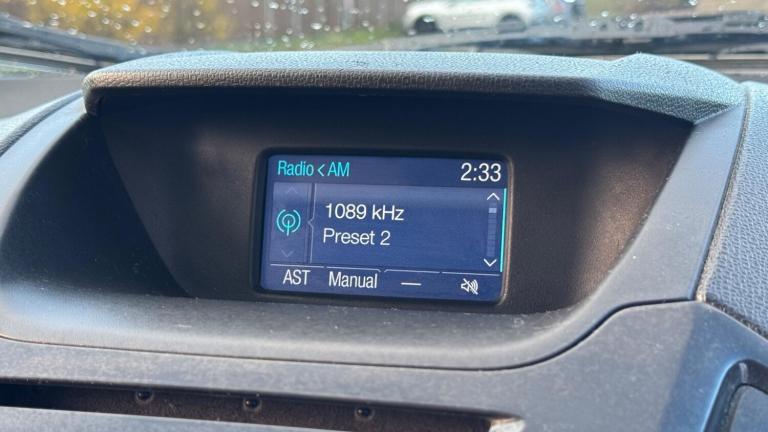 Radio < AM 2:33
1089 kHz
Preset 2
AST Manual —